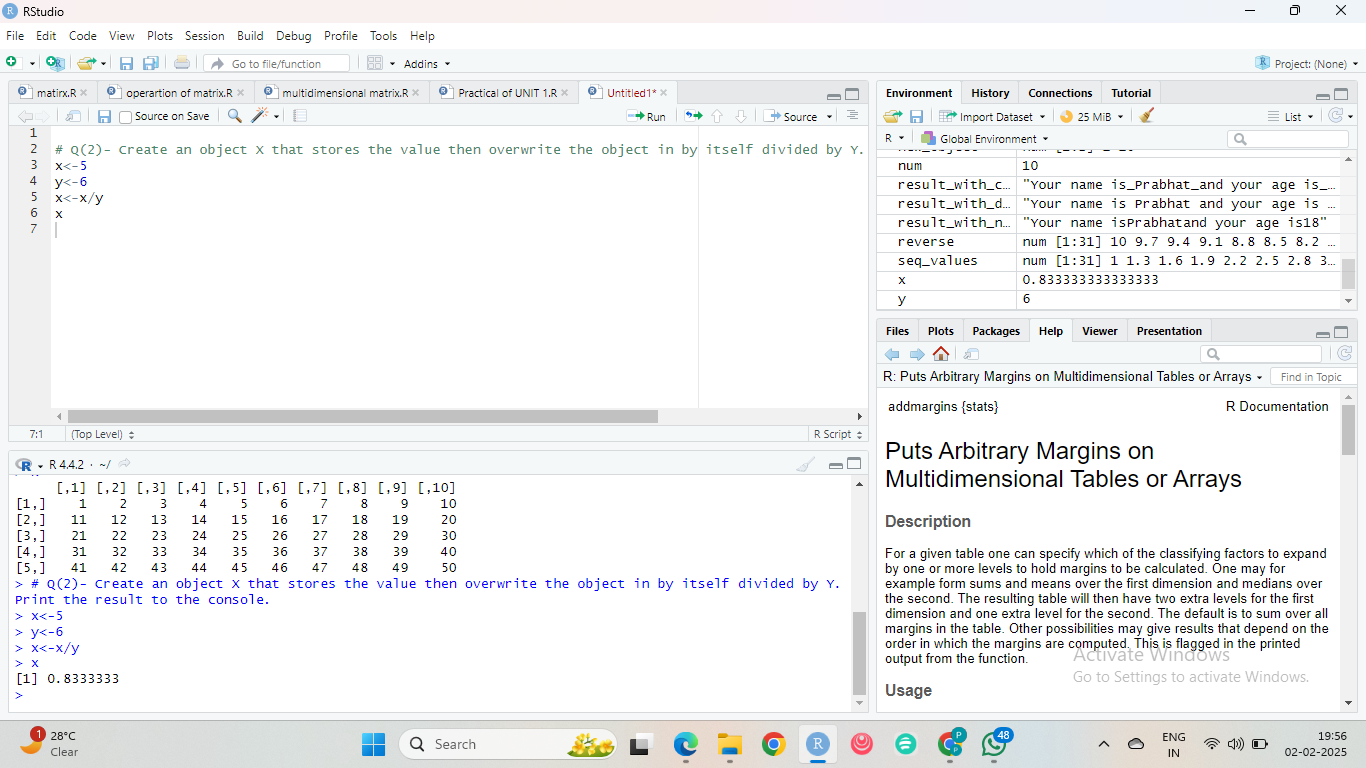 RStudio
File Edit Code View Plots Session Build Debug Profile Tools Help
Go to file/function Addins Project: (None)
matirx.R operartion of matrix.R multidimensional matrix.R Practical of UNIT 1.R Untitled1*
Source on Save Run Source
1
2 # Q(2)- Create an object X that stores the value then overwrite the object in by itself divided by Y.
3 x<-5
4 y<-6
5 x<-x/y
6 x
7
7:1 (Top Level) R Script
R 4.4.2 · ~/
[,1] [,2] [,3] [,4] [,5] [,6] [,7] [,8] [,9] [,10]
[1,] 1 2 3 4 5 6 7 8 9 10
[2,] 11 12 13 14 15 16 17 18 19 20
[3,] 21 22 23 24 25 26 27 28 29 30
[4,] 31 32 33 34 35 36 37 38 39 40
[5,] 41 42 43 44 45 46 47 48 49 50
> # Q(2)- Create an object X that stores the value then overwrite the object in by itself divided by Y.
Print the result to the console.
> x<-5
> y<-6
> x<-x/y
> x
[1] 0.8333333
>
Environment History Connections Tutorial
Import Dataset 25 MiB List
R Global Environment
num 10
result_with_c… "Your name is_Prabhat_and your age is_…
result_with_d… "Your name is Prabhat and your age is …
result_with_n… "Your name isPrabhatand your age is18"
reverse num [1:31] 10 9.7 9.4 9.1 8.8 8.5 8.2 …
seq_values num [1:31] 1 1.3 1.6 1.9 2.2 2.5 2.8 3…
x 0.833333333333333
y 6
Files Plots Packages Help Viewer Presentation
R: Puts Arbitrary Margins on Multidimensional Tables or Arrays Find in Topic
addmargins {stats} R Documentation
Puts Arbitrary Margins on
Multidimensional Tables or Arrays
Description
For a given table one can specify which of the classifying factors to expand
by one or more levels to hold margins to be calculated. One may for
example form sums and means over the first dimension and medians over
the second. The resulting table will then have two extra levels for the first
dimension and one extra level for the second. The default is to sum over all
margins in the table. Other possibilities may give results that depend on the
order in which the margins are computed. This is flagged in the printed
output from the function.
Activate Windows
Go to Settings to activate Windows.
Usage
1 28°C
Clear
Search
48
ENG
IN
19:56
02-02-2025